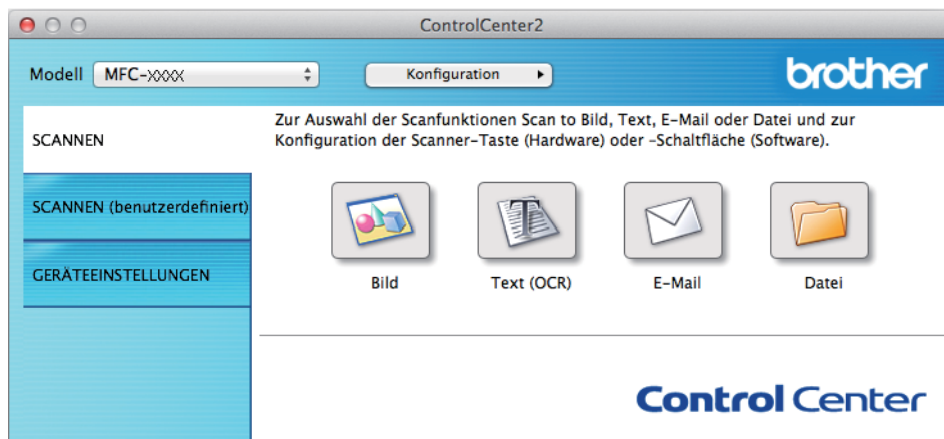 ControlCenter2
Modell MFC-XXXX Konfiguration
brother
SCANNEN
SCANNEN (benutzerdefiniert)
GERÄTEEINSTELLUNGEN
Zur Auswahl der Scanfunktionen Scan to Bild, Text, E-Mail oder Datei und zur
Konfiguration der Scanner-Taste (Hardware) oder -Schaltfläche (Software).
Bild
Text (OCR)
E-Mail
Datei
Control Center